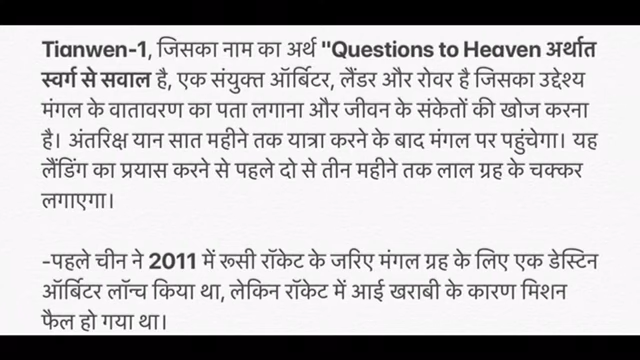 Tianwen-1, जिसका नाम का अर्थ "Questions to Heaven अर्थात
स्वर्ग से सवाल है, एक संयुक्त ऑर्बिटर, लैंडर और रोवर है जिसका उद्देश्य
मंगल के वातावरण का पता लगाना और जीवन के संकेतों की खोज करना
है। अंतरिक्ष यान सात महीने तक यात्रा करने के बाद मंगल पर पहुंचेगा। यह
लैंडिंग का प्रयास करने से पहले दो से तीन महीने तक लाल ग्रह के चक्कर
लगाएगा।
-पहले चीन ने 2011 में रूसी रॉकेट के जरिए मंगल ग्रह के लिए एक डेस्टिन
ऑर्बिटर लॉन्च किया था, लेकिन रॉकेट में आई खराबी के कारण मिशन
फैल हो गया था।